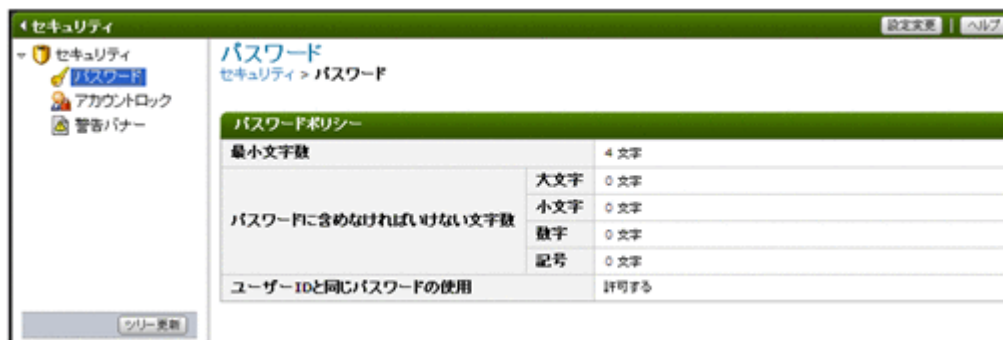 セキュリティ
設定変更 | ヘルプ
セキュリティ
パスワード
アカウントロック
警告バナー
ツリー更新
パスワード
セキュリティ > パスワード
パスワードポリシー
最小文字数 4 文字
パスワードに含めなければいけない文字数
大文字 0 文字
小文字 0 文字
数字 0 文字
記号 0 文字
ユーザーIDと同じパスワードの使用 許可する